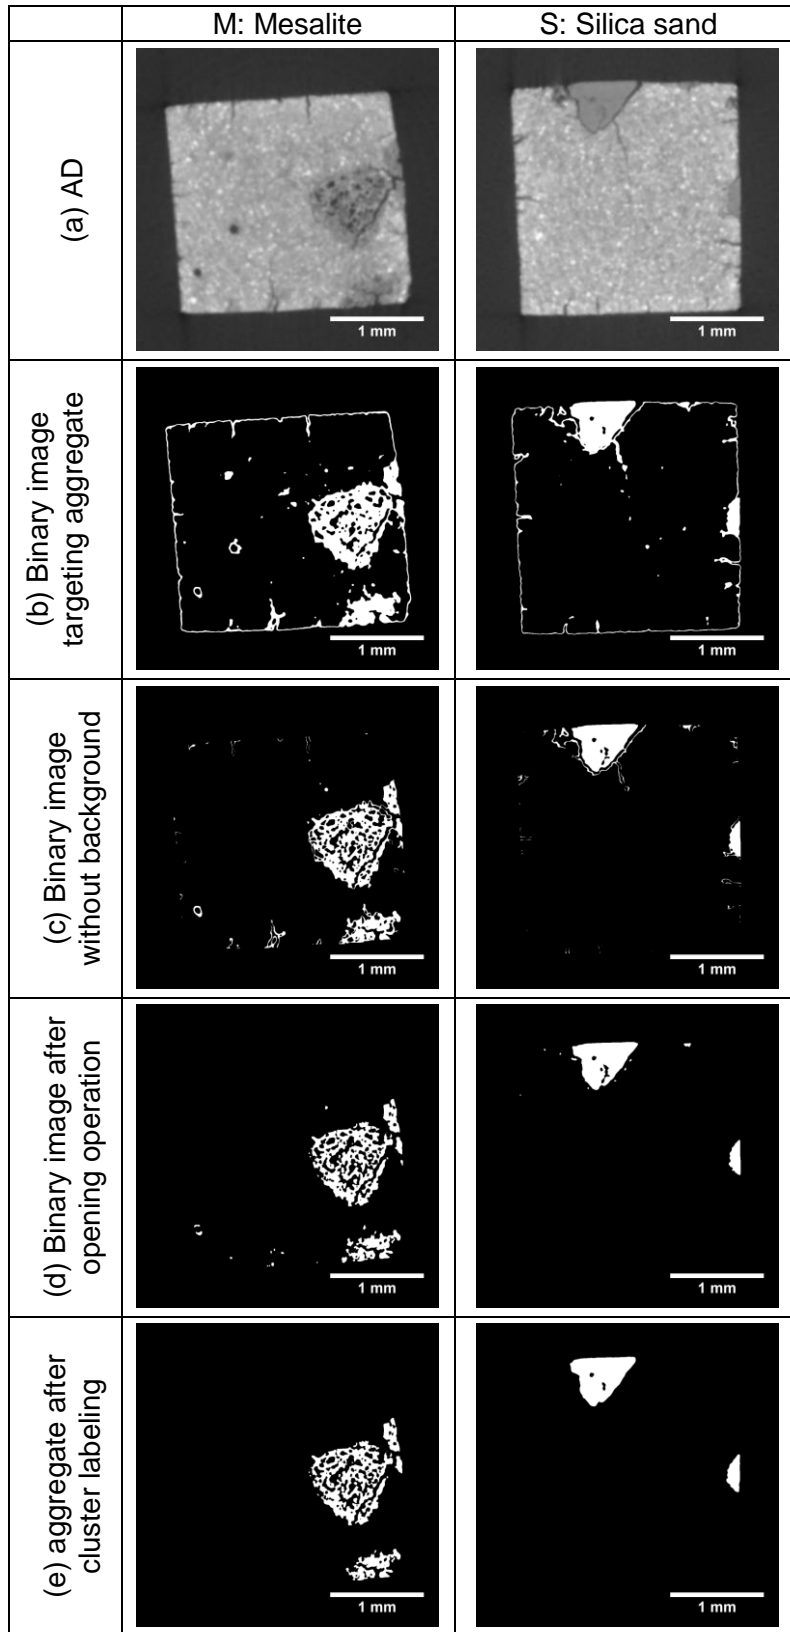 M: Mesalite
S: Silica sand
(a) AD
1 mm
1 mm
(b) Binary image
targeting aggregate
1 mm
1 mm
(c) Binary image
without background
1 mm
1 mm
(d) Binary image after
opening operation
1 mm
1 mm
(e) aggregate after
cluster labeling
1 mm
1 mm